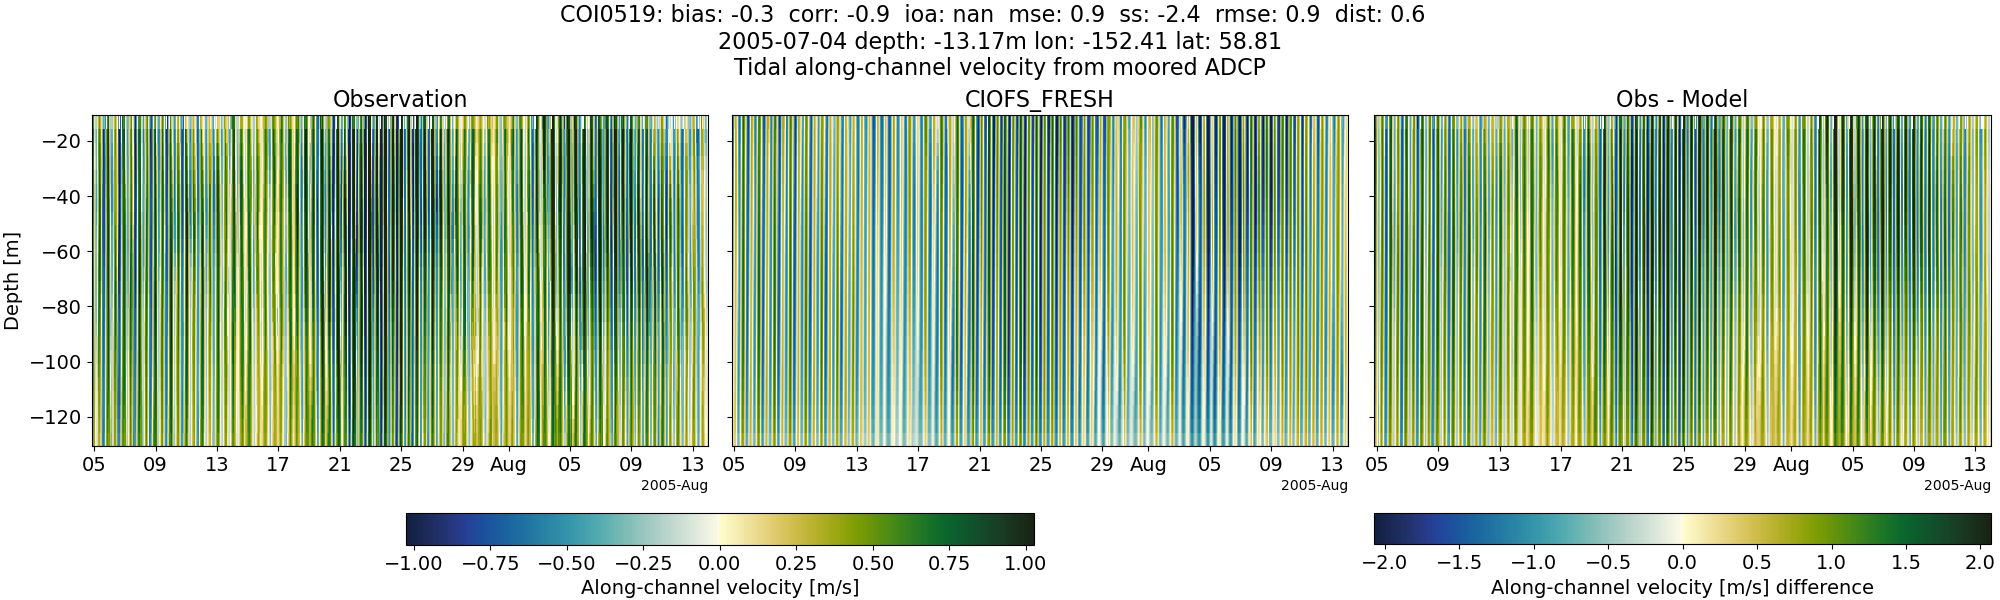 COI0519: bias: -0.3  corr: -0.9  ioa: nan  mse: 0.9  ss: -2.4  rmse: 0.9  dist: 0.6
2005-07-04 depth: -13.17m lon: -152.41 lat: 58.81
Tidal along-channel velocity from moored ADCP
Observation
CIOFS_FRESH
Obs - Model
Depth [m]
−20
−40
−60
−80
−100
−120
05 09 13 17 21 25 29 Aug 05 09 13
2005-Aug
05 09 13 17 21 25 29 Aug 05 09 13
2005-Aug
05 09 13 17 21 25 29 Aug 05 09 13
2005-Aug
−1.00 −0.75 −0.50 −0.25 0.00 0.25 0.50 0.75 1.00
Along-channel velocity [m/s]
−2.0 −1.5 −1.0 −0.5 0.0 0.5 1.0 1.5 2.0
Along-channel velocity [m/s] difference